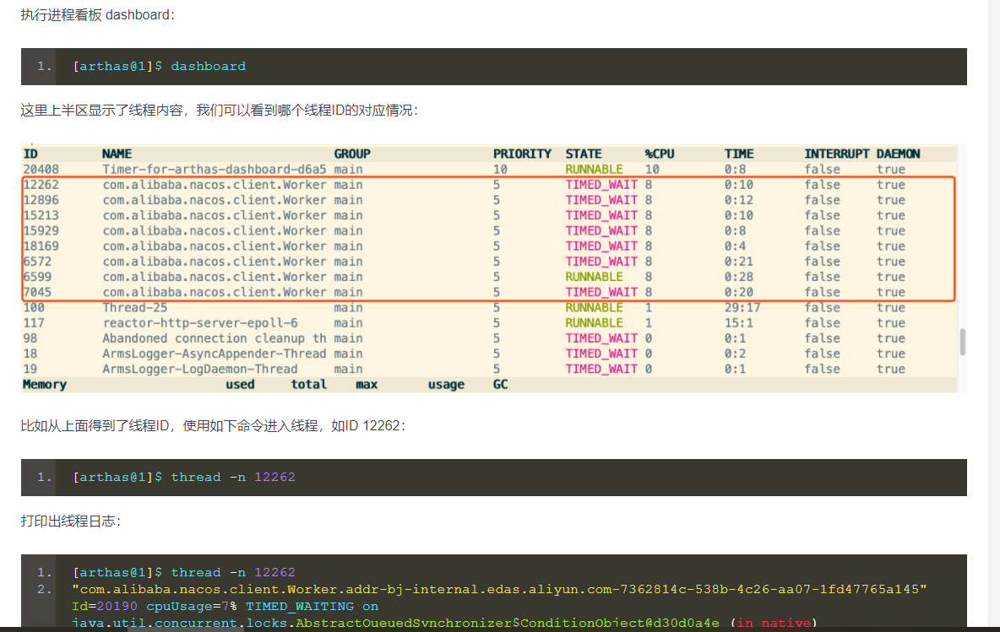 执行进程看板 dashboard：
1. [arthas@1]$ dashboard
这里上半区显示了线程内容，我们可以看到哪个线程ID的对应情况：
ID NAME GROUP PRIORITY STATE %CPU TIME INTERRUPT DAEMON
20408 Timer-for-arthas-dashboard-d6a5 main 10 RUNNABLE 10 0:8 false true
12262 com.alibaba.nacos.client.Worker main 5 TIMED_WAIT 8 0:10 false true
12896 com.alibaba.nacos.client.Worker main 5 TIMED_WAIT 8 0:12 false true
15213 com.alibaba.nacos.client.Worker main 5 TIMED_WAIT 8 0:10 false true
15929 com.alibaba.nacos.client.Worker main 5 TIMED_WAIT 8 0:8 false true
18169 com.alibaba.nacos.client.Worker main 5 TIMED_WAIT 8 0:4 false true
6572 com.alibaba.nacos.client.Worker main 5 TIMED_WAIT 8 0:21 false true
6599 com.alibaba.nacos.client.Worker main 5 RUNNABLE 8 0:28 false true
7045 com.alibaba.nacos.client.Worker main 5 TIMED_WAIT 8 0:20 false true
100 Thread-25 main 5 RUNNABLE 1 29:17 false true
117 reactor-http-server-epoll-6 main 5 RUNNABLE 1 15:1 false true
98 Abandoned connection cleanup th main 5 TIMED_WAIT 0 0:1 false true
18 ArmsLogger-AsyncAppender-Thread main 5 TIMED_WAIT 0 0:2 false true
19 ArmsLogger-LogDaemon-Thread main 5 TIMED_WAIT 0 0:1 false true
Memory used total max usage GC
比如从上面得到了线程ID，使用如下命令进入线程，如ID 12262：
1. [arthas@1]$ thread -n 12262
打印出线程日志：
1. [arthas@1]$ thread -n 12262
2. "com.alibaba.nacos.client.Worker.addr-bj-internal.edas.aliyun.com-7362814c-538b-4c26-aa07-1fd47765a145"
Id=20190 cpuUsage=7% TIMED_WAITING on
java.util.concurrent.locks.AbstractQueuedSynchronizer$ConditionObject@d30d0a4e (in native)